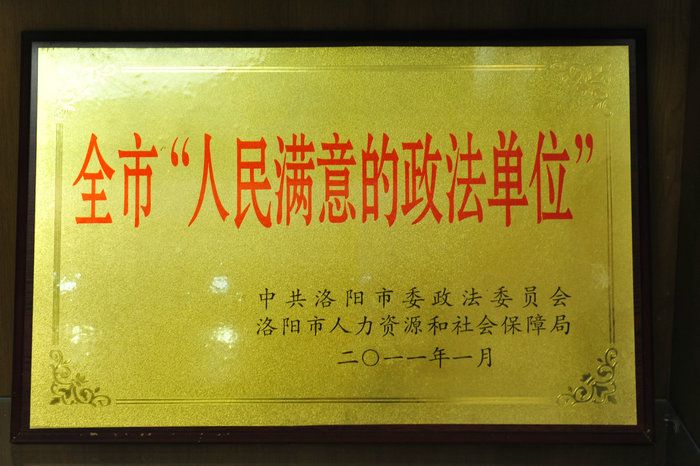 全市“人民满意的政法单位”
中共洛阳市委政法委员会
洛阳市人力资源和社会保障局
二〇一一年一月